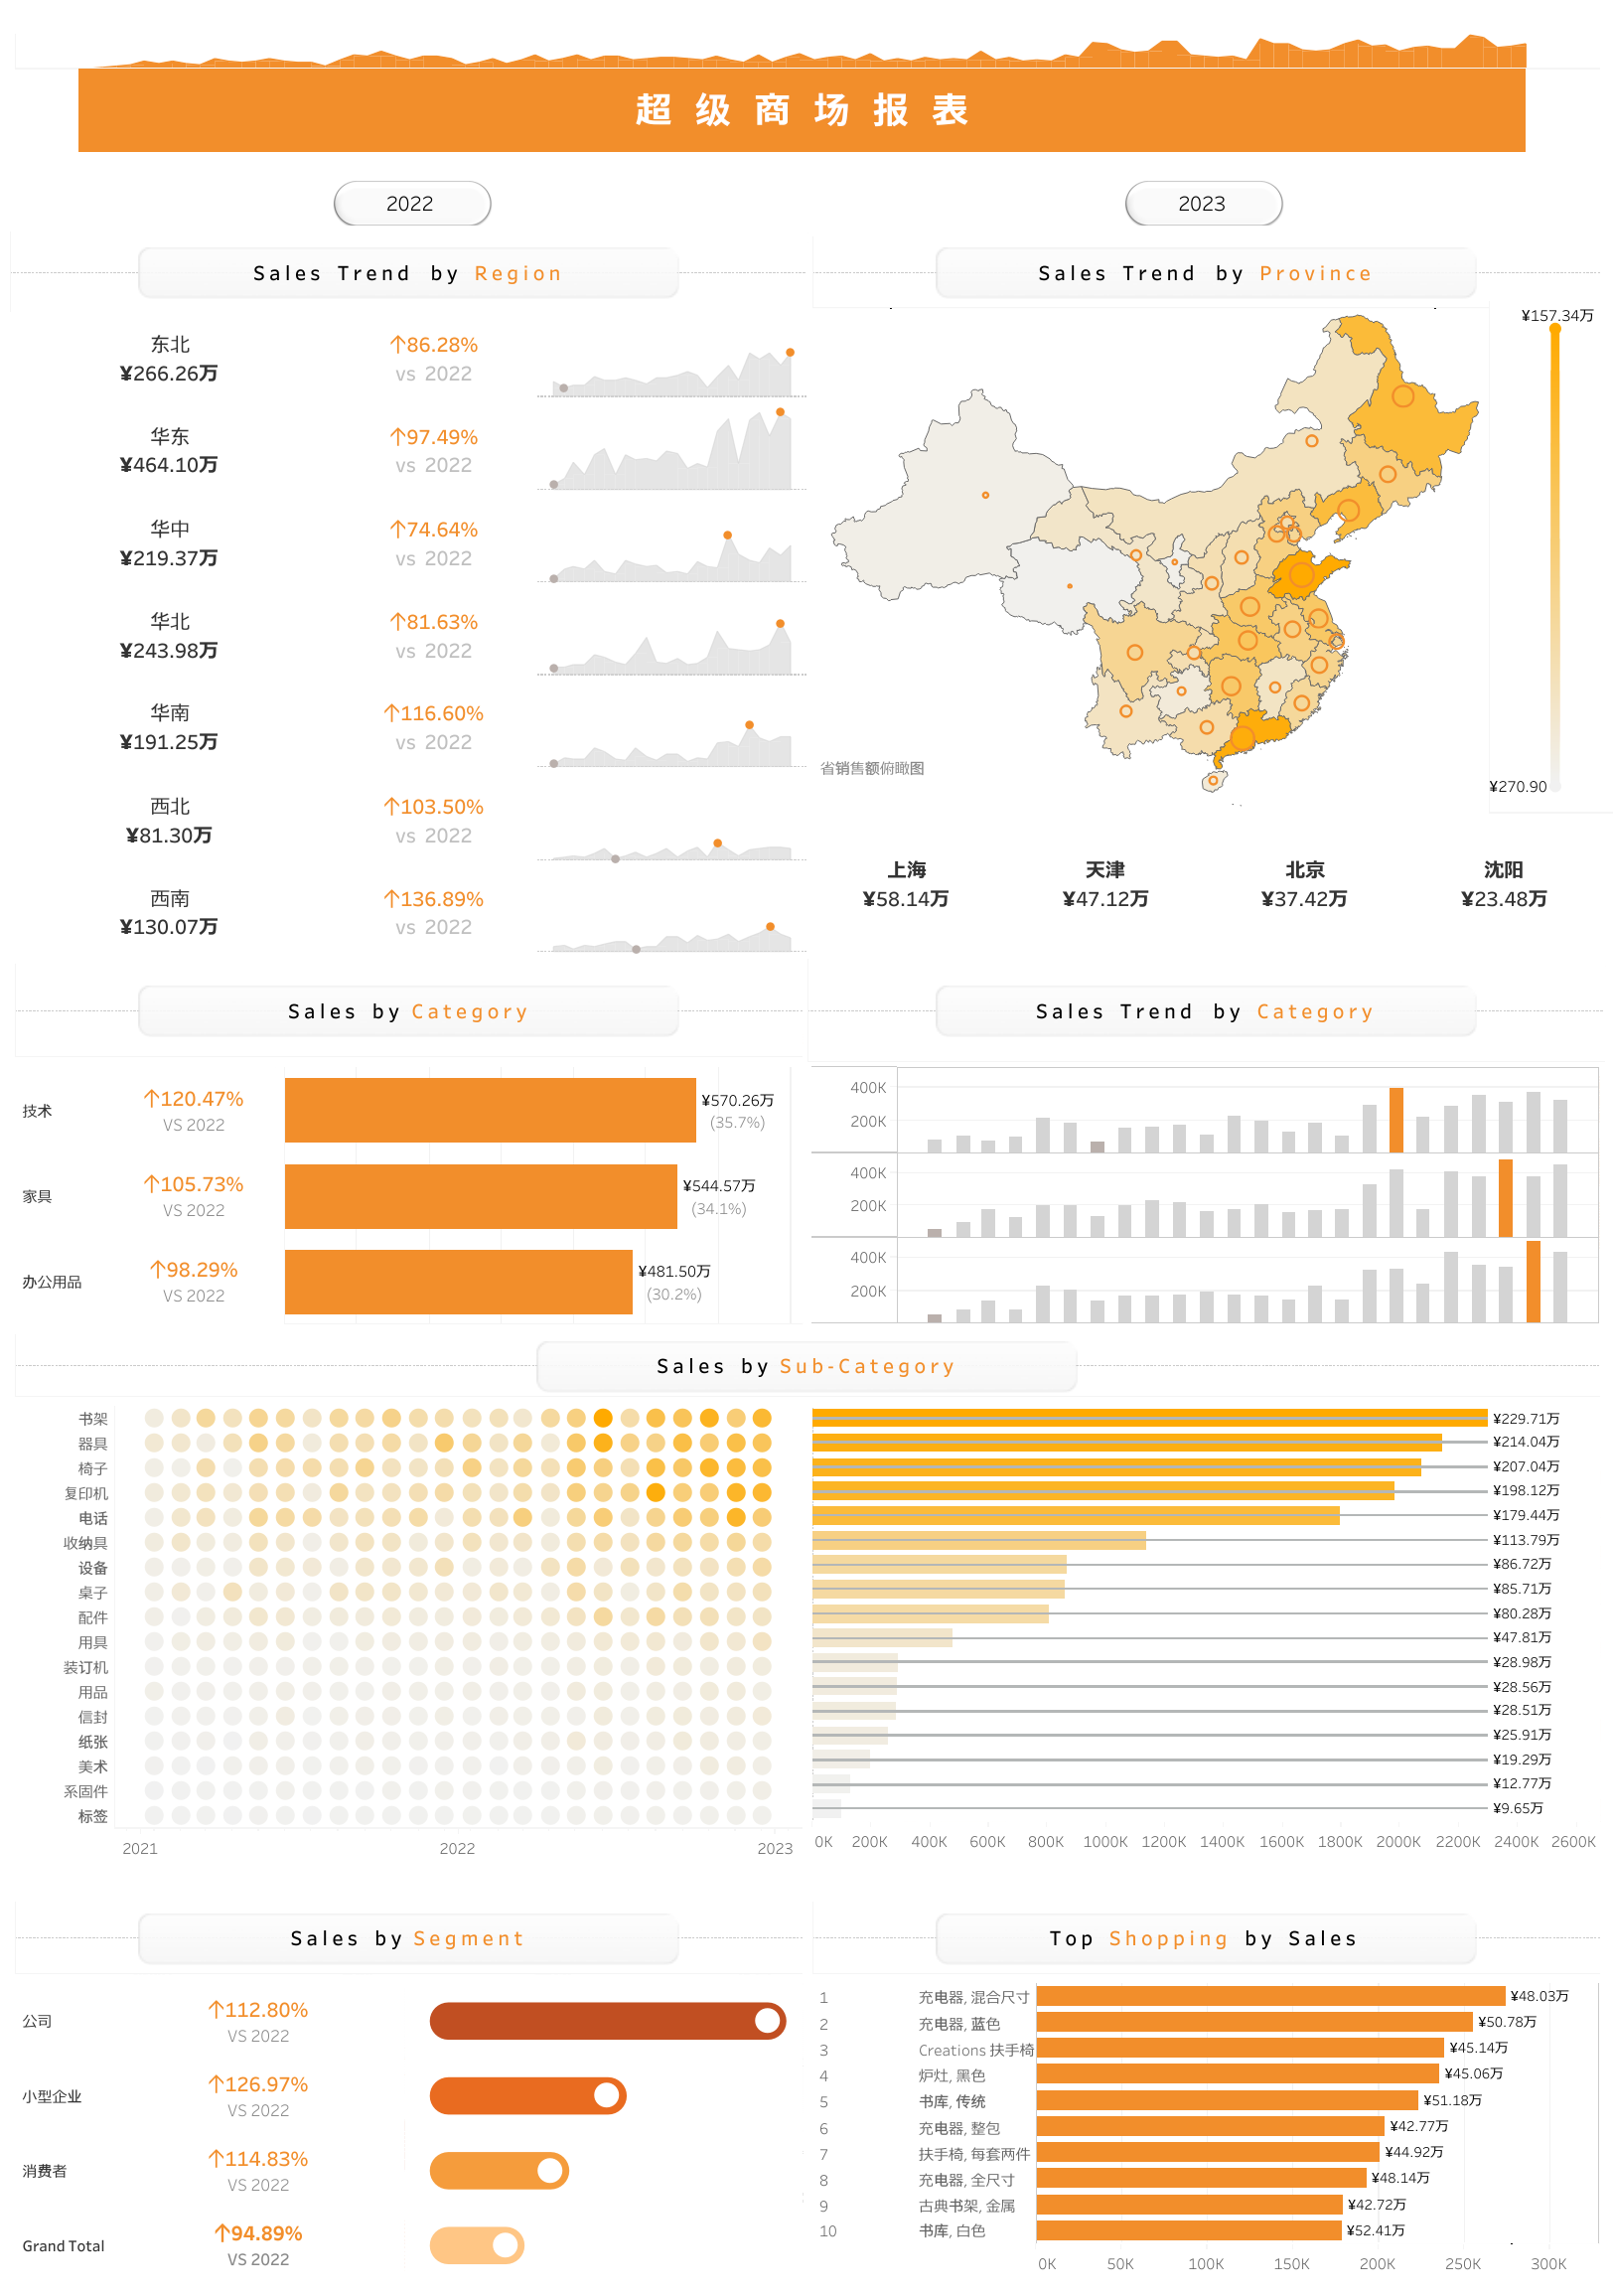 超级商场报表
2022
2023
Sales Trend by Region
东北
¥266.26万
↑86.28%
vs 2022
华东
¥464.10万
↑97.49%
vs 2022
华中
¥219.37万
↑74.64%
vs 2022
华北
¥243.98万
↑81.63%
vs 2022
华南
¥191.25万
↑116.60%
vs 2022
西北
¥81.30万
↑103.50%
vs 2022
西南
¥130.07万
↑136.89%
vs 2022
Sales Trend by Province
¥157.34万
¥270.90
省销售额俯瞰图
上海
¥58.14万
天津
¥47.12万
北京
¥37.42万
沈阳
¥23.48万
Sales by Category
技术
↑120.47%
VS 2022
¥570.26万
(35.7%)
家具
↑105.73%
VS 2022
¥544.57万
(34.1%)
办公用品
↑98.29%
VS 2022
¥481.50万
(30.2%)
Sales Trend by Category
400K
200K
400K
200K
400K
200K
Sales by Sub-Category
书架
器具
椅子
复印机
电话
收纳具
设备
桌子
配件
用具
装订机
用品
信封
纸张
美术
系固件
标签
2021 2022 2023
¥229.71万
¥214.04万
¥207.04万
¥198.12万
¥179.44万
¥113.79万
¥86.72万
¥85.71万
¥80.28万
¥47.81万
¥28.98万
¥28.56万
¥28.51万
¥25.91万
¥19.29万
¥12.77万
¥9.65万
0K 200K 400K 600K 800K 1000K 1200K 1400K 1600K 1800K 2000K 2200K 2400K 2600K
Sales by Segment
公司
↑112.80%
VS 2022
小型企业
↑126.97%
VS 2022
消费者
↑114.83%
VS 2022
Grand Total
↑94.89%
VS 2022
Top Shopping by Sales
1 充电器, 混合尺寸 ¥48.03万
2 充电器, 蓝色 ¥50.78万
3 Creations 扶手椅 ¥45.14万
4 炉灶, 黑色 ¥45.06万
5 书库, 传统 ¥51.18万
6 充电器, 整包 ¥42.77万
7 扶手椅, 每套两件 ¥44.92万
8 充电器, 全尺寸 ¥48.14万
9 古典书架, 金属 ¥42.72万
10 书库, 白色 ¥52.41万
0K 50K 100K 150K 200K 250K 300K